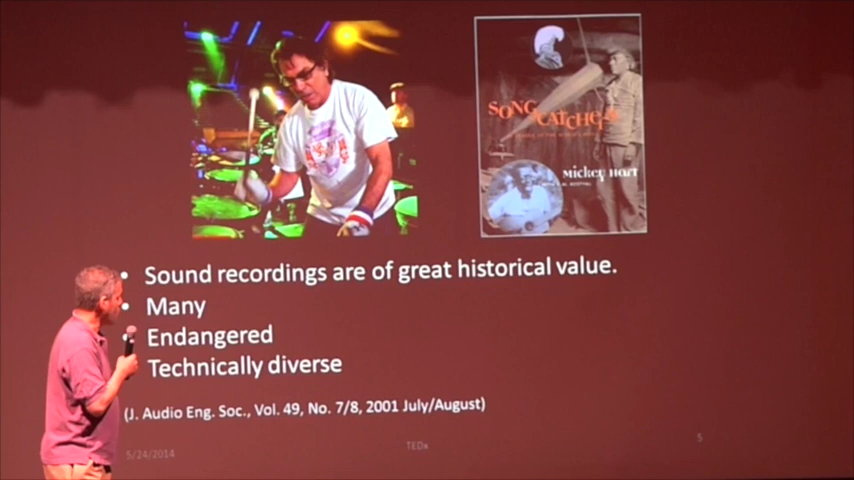 SONG
CATCHERS
Mickey Hart
• Sound recordings are of great historical value.
• Many
• Endangered
• Technically diverse
(J. Audio Eng. Soc., Vol. 49, No. 7/8, 2001 July/August)
5/24/2014
TEDx
5